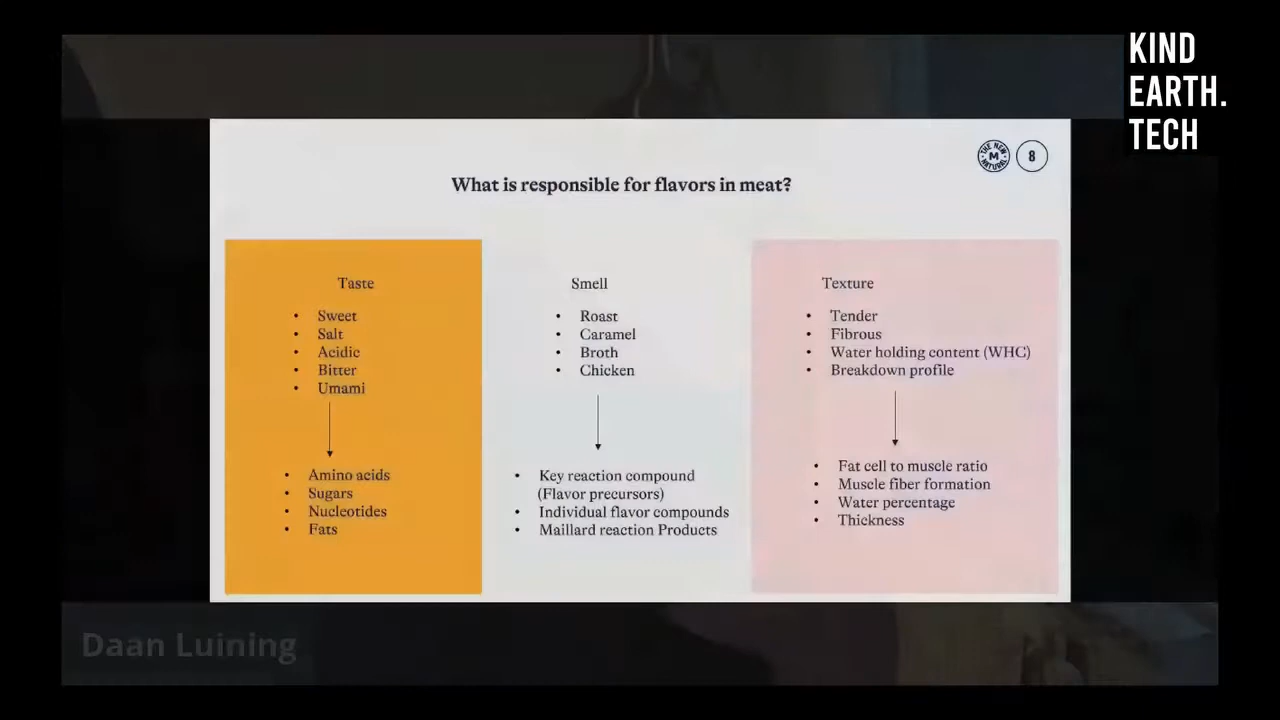 KIND
EARTH.
TECH
THE NEW
M
NATURAL
8
What is responsible for flavors in meat?
Taste
• Sweet
• Salt
• Acidic
• Bitter
• Umami
• Amino acids
• Sugars
• Nucleotides
• Fats
Smell
• Roast
• Caramel
• Broth
• Chicken
• Key reaction compound
(Flavor precursors)
• Individual flavor compounds
• Maillard reaction Products
Texture
• Tender
• Fibrous
• Water holding content (WHC)
• Breakdown profile
• Fat cell to muscle ratio
• Muscle fiber formation
• Water percentage
• Thickness
Daan Luining